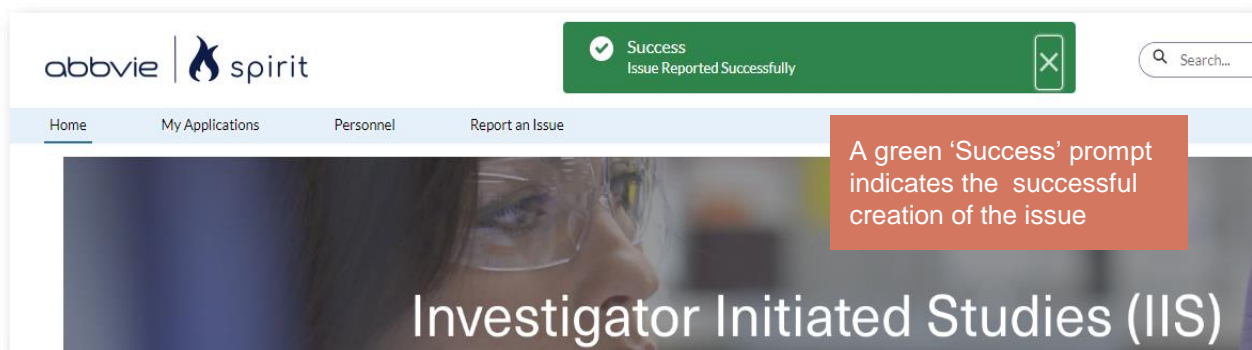 abbvie spirit
Success
Issue Reported Successfully
Search...
Home My Applications Personnel Report an Issue
A green ‘Success’ prompt
indicates the successful
creation of the issue
Investigator Initiated Studies (IIS)